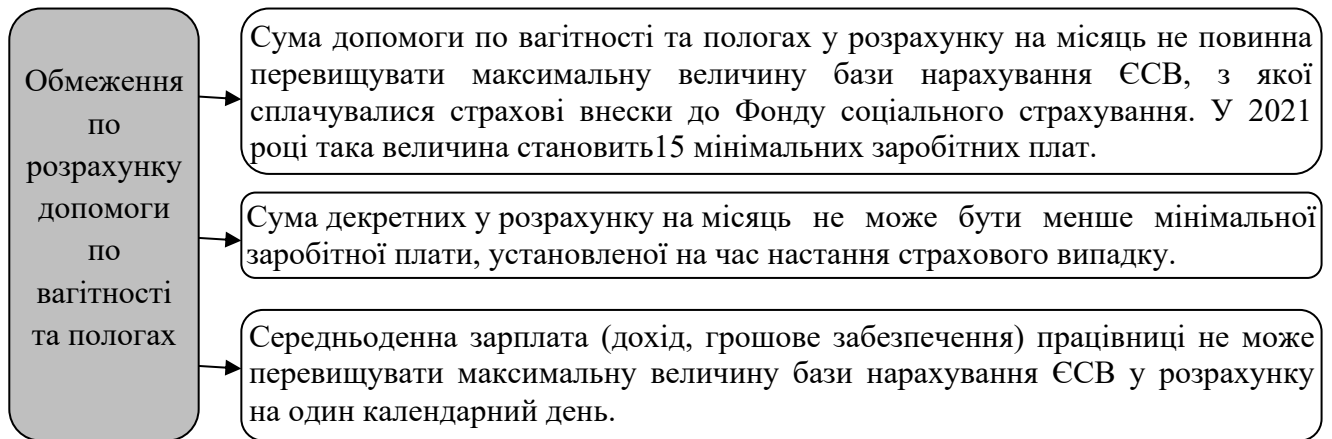 Обмеження
по
розрахунку
допомоги
по
вагітності
та пологах
Сума допомоги по вагітності та пологах у розрахунку на місяць не повинна
перевищувати максимальну величину бази нарахування ЄСВ, з якої
сплачувалися страхові внески до Фонду соціального страхування. У 2021
році така величина становить15 мінімальних заробітних плат.
Сума декретних у розрахунку на місяць не може бути менше мінімальної
заробітної плати, установленої на час настання страхового випадку.
Середньоденна зарплата (дохід, грошове забезпечення) працівниці не може
перевищувати максимальну величину бази нарахування ЄСВ у розрахунку
на один календарний день.